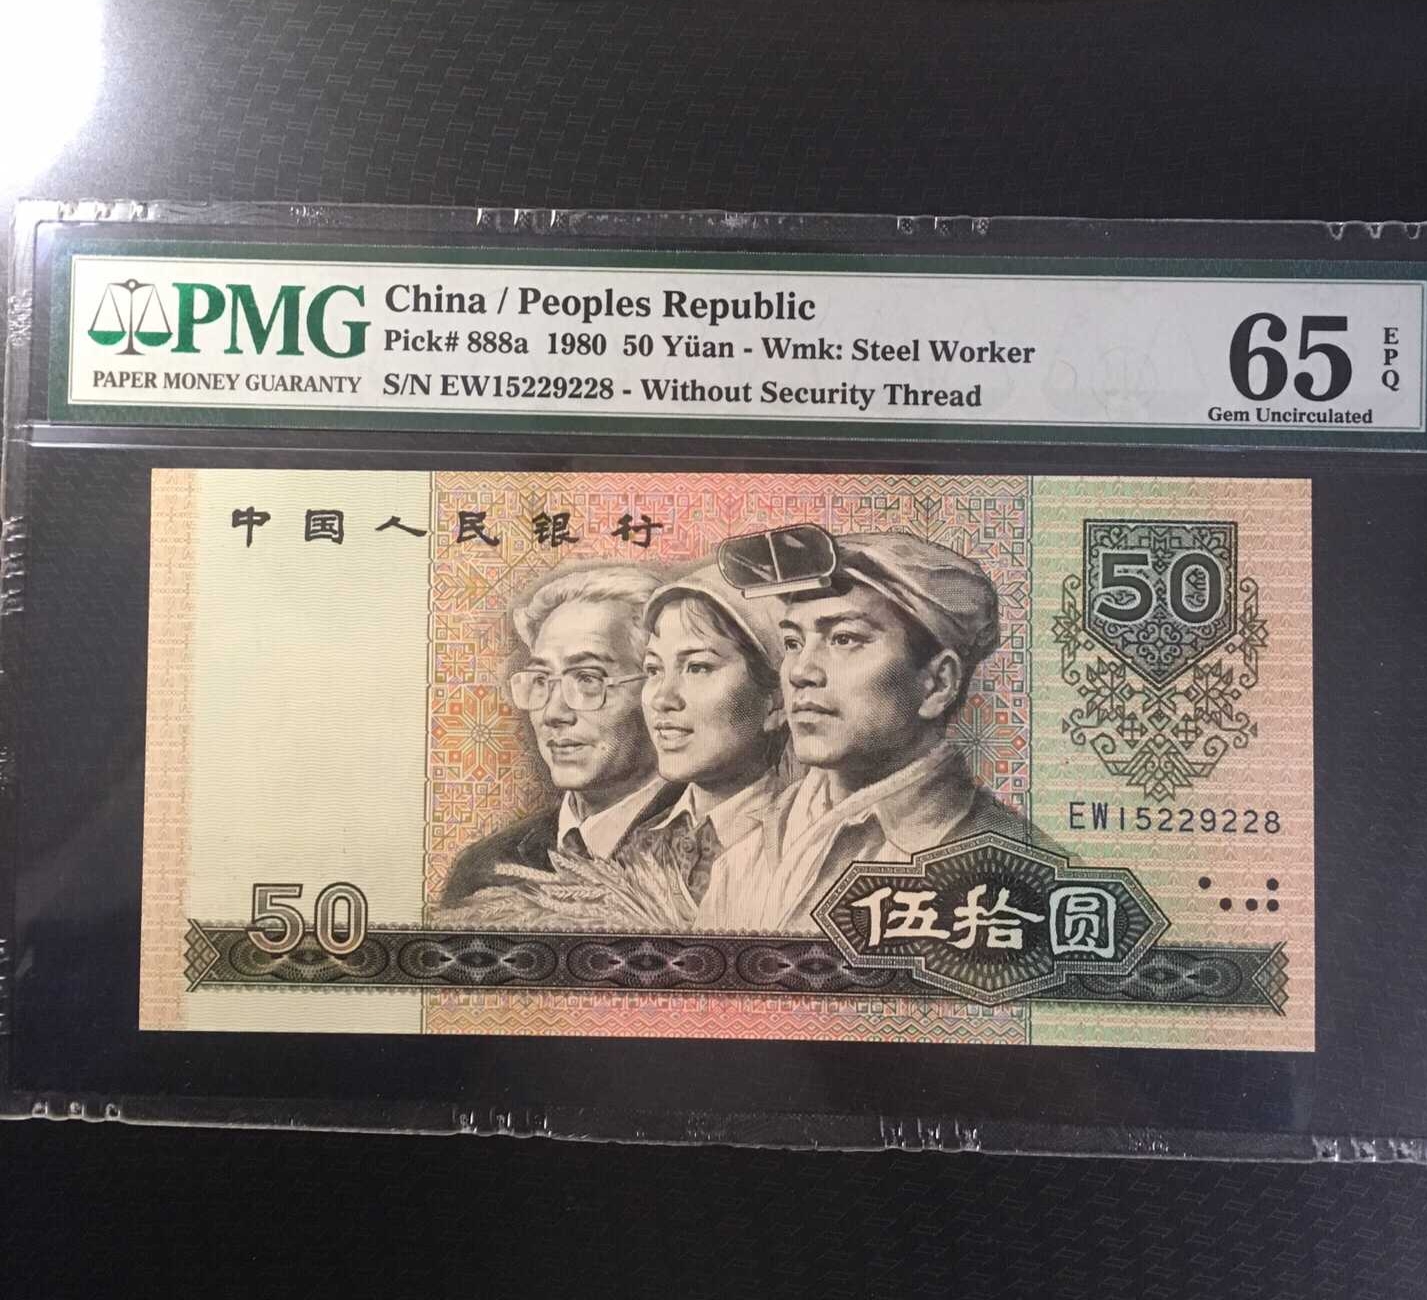 PMG
PAPER MONEY GUARANTY
China / Peoples Republic
Pick# 888a 1980 50 Yüan - Wmk: Steel Worker
S/N EW15229228 - Without Security Thread
65
EPQ
Gem Uncirculated
中国人民银行
50
EW15229228
50
伍拾圆